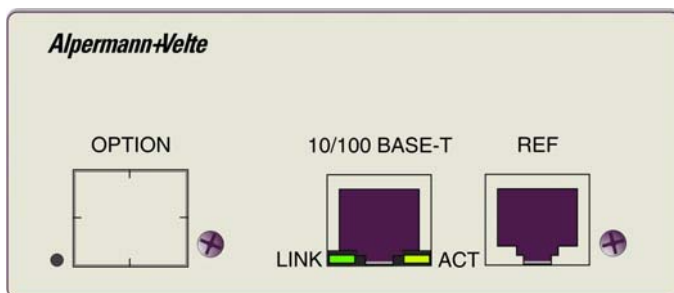 Alpermann+Velte
OPTION
10/100 BASE-T
REF
LINK
ACT